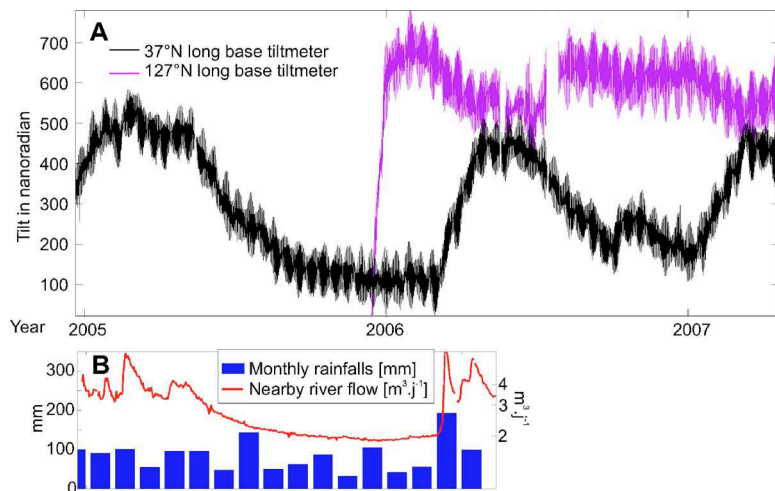 A
37°N long base tiltmeter
127°N long base tiltmeter
Tilt in nanoradian
700
600
500
400
300
200
100
Year
2005
2006
2007
B
Monthly rainfalls [mm]
Nearby river flow [m³.j⁻¹]
mm
300
200
100
0
4
3
2
m³.j⁻¹